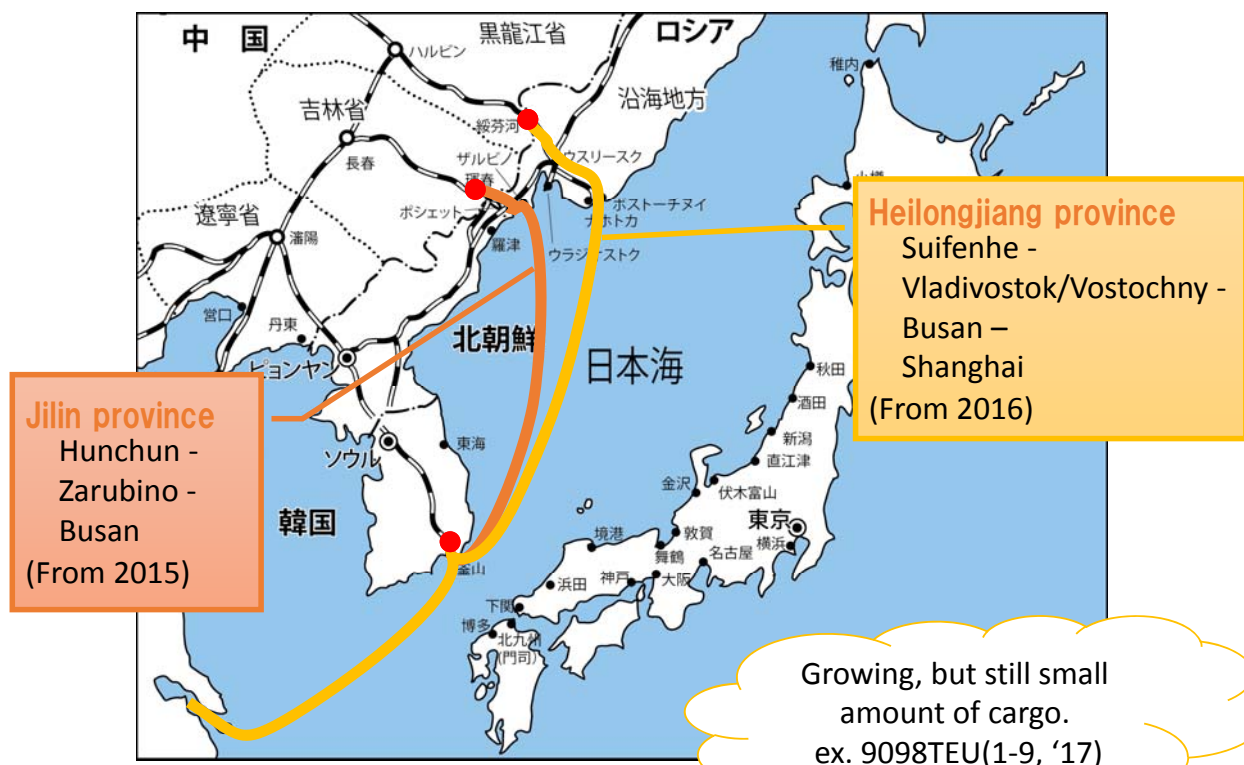 中 国
黒龍江省
ロシア
ハルビン
稚内
沿海地方
吉林省
綏芬河
ウスリースク
長春
ザルビノ
琿春
小樽
ポシェット
ボストーチヌイ
ナホトカ
遼寧省
瀋陽
羅津
ウラジオストク
Heilongjiang province
Suifenhe -
Vladivostok/Vostochny -
Busan –
Shanghai
(From 2016)
営口
丹東
北朝鮮
日本海
ピョンヤン
秋田
酒田
Jilin province
Hunchun -
Zarubino -
Busan
(From 2015)
東海
ソウル
新潟
直江津
金沢
伏木富山
韓国
東京
境港
敦賀
横浜
舞鶴
名古屋
釜山
浜田
神戸
大阪
下関
博多
北九州
(門司)
Growing, but still small
amount of cargo.
ex. 9098TEU(1-9, ‘17)